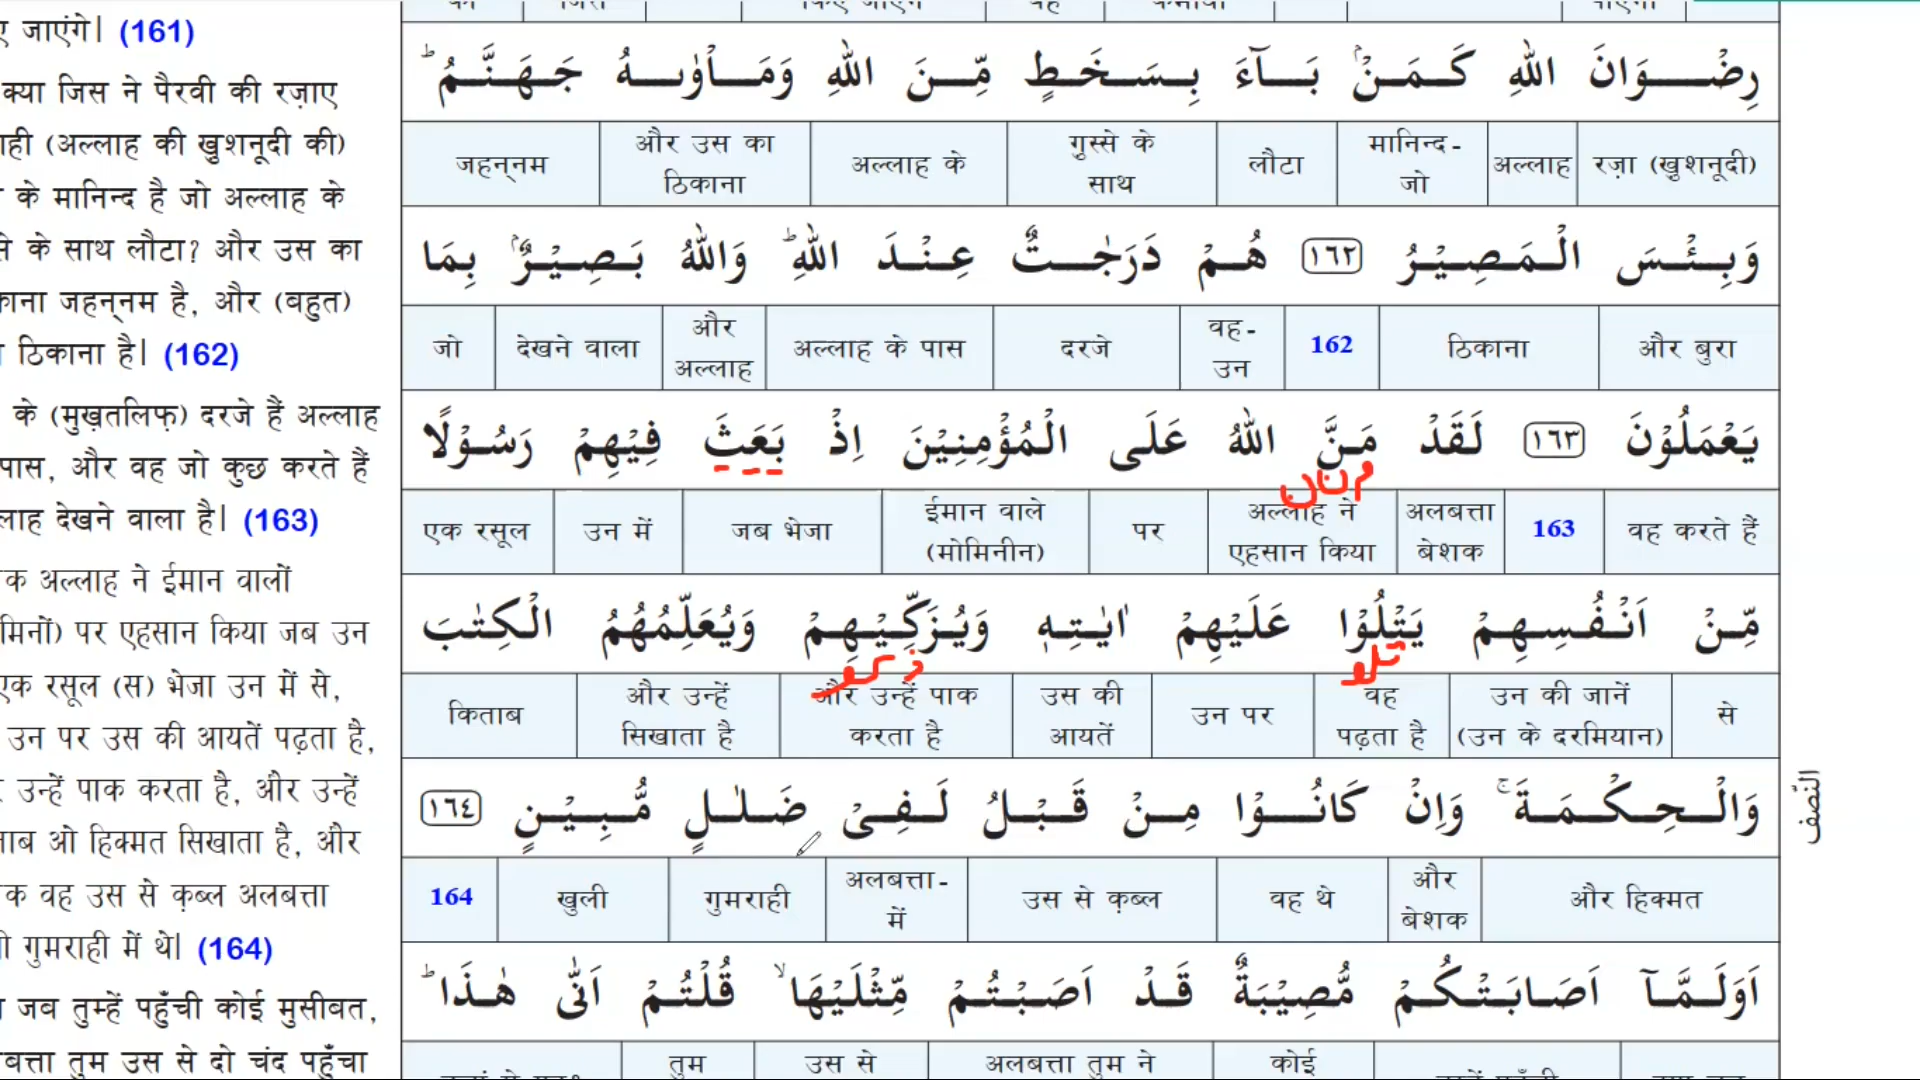 जाएंगे। (161)
क्या जिस ने पैरवी की रज़ाए
(अल्लाह की ख़ुशनूदी की)
के मानिन्द है जो अल्लाह के
के साथ लौटा? और उस का
जहन्नम है, और (बहुत)
ठिकाना है। (162)
के (मुख़तलिफ़) दरजे हैं अल्लाह
पास, और वह जो कुछ करते हैं
देखने वाला है। (163)
अल्लाह ने ईमान वालों
पर एहसान किया जब उन
एक रसूल (स) भेजा उन में से,
उन पर उस की आयतें पढ़ता है,
उन्हें पाक करता है, और उन्हें
ओ हिक्मत सिखाता है, और
वह उस से क़ब्ल अलबत्ता
गुमराही में थे। (164)
जब तुम्हें पहुँची कोई मुसीबत,
तुम उस से दो चंद पहुँचा
رِضْوَانَ اللّٰهِ كَمَنْۢ بَآءَ بِسَخَطٍ مِّنَ اللّٰهِ وَمَاْوٰىهُ جَهَنَّمُ ؕ
जहन्नम | और उस का ठिकाना | अल्लाह के | ग़ुस्से के साथ | लौटा | मानिन्द-जो | अल्लाह | रज़ा (ख़ुशनूदी)
وَبِئْسَ الْمَصِيْرُ ١٦٢ هُمْ دَرَجٰتٌ عِنْدَ اللّٰهِ ؕ وَاللّٰهُ بَصِيْرٌۢ بِمَا
जो | देखने वाला | और अल्लाह | अल्लाह के पास | दरजे | वह-उन | 162 | ठिकाना | और बुरा
يَعْمَلُوْنَ ١٦٣ لَقَدْ مَنَّ اللّٰهُ عَلَى الْمُؤْمِنِيْنَ اِذْ بَعَثَ فِيْهِمْ رَسُوْلًا
م ن ن
एक रसूल | उन में | जब भेजा | ईमान वाले (मोमिनीन) | पर | अल्लाह ने एहसान किया | अलबत्ता बेशक | 163 | वह करते हैं
مِّنْ اَنْفُسِهِمْ يَتْلُوْا عَلَيْهِمْ اٰيٰتِهٖ وَيُزَكِّيْهِمْ وَيُعَلِّمُهُمُ الْكِتٰبَ
تلو
किताब | और उन्हें सिखाता है | और उन्हें पाक करता है | उस की आयतें | उन पर | वह पढ़ता है | उन की जानें (उन के दरमियान) | से
وَالْحِكْمَةَ ۚ وَاِنْ كَانُوْا مِنْ قَبْلُ لَفِيْ ضَلٰلٍ مُّبِيْنٍ ١٦٤
النّصف
164 | खुली | गुमराही | अलबत्ता-में | उस से क़ब्ल | वह थे | और बेशक | और हिक्मत
اَوَلَمَّآ اَصَابَتْكُمْ مُّصِيْبَةٌ قَدْ اَصَبْتُمْ مِّثْلَيْهَا ۙ قُلْتُمْ اَنّٰى هٰذَا ؕ
तुम | उस से | अलबत्ता तुम ने | कोई